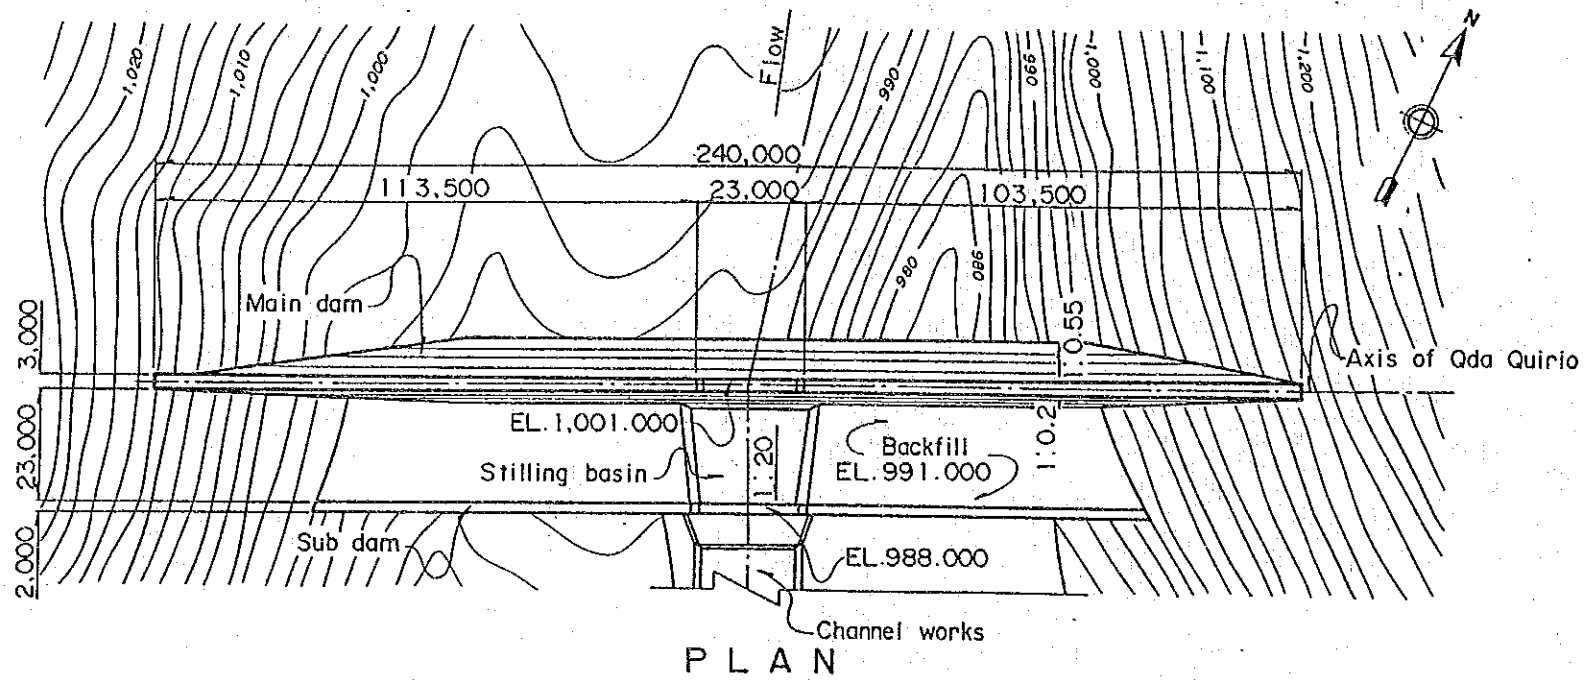 N
Flow
1,020
1,010
1,000
990
990
1,000
1,100
1,200
240,000
113,500
23,000
103,500
980
980
Main dam
1:0.55
3,000
Axis of Qda Quirio
EL.1,001.000
Backfill
1:0.2
Stilling basin
1:20
EL.991.000
23,000
Sub dam
EL.988.000
2,000
Channel works
PLAN